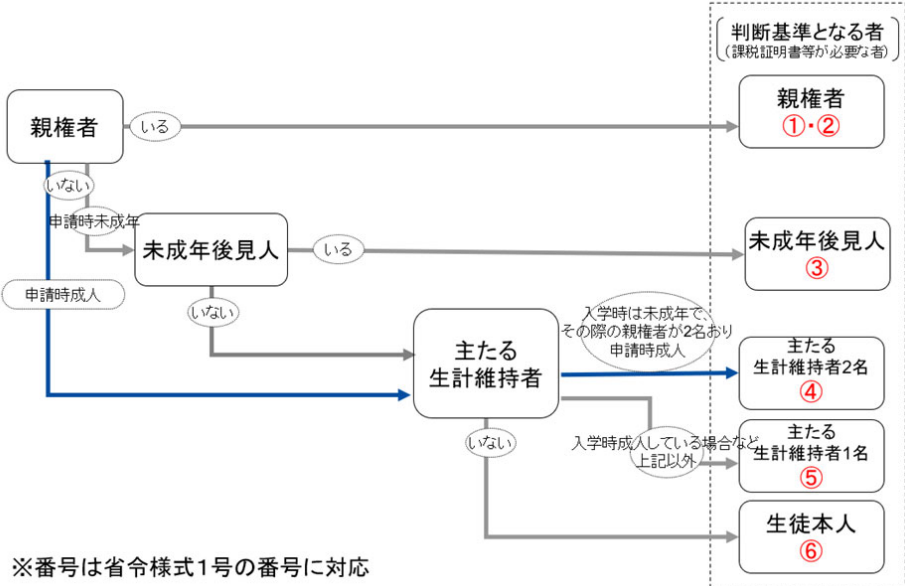 判断基準となる者
(課税証明書等が必要な者)
親権者
いる
親権者
①・②
いない
申請時未成年
未成年後見人
いる
未成年後見人
③
申請時成人
いない
主たる
生計維持者
入学時は未成年で、
その際の親権者が2名おり
申請時成人
主たる
生計維持者2名
④
いない
入学時成人している場合など
上記以外
主たる
生計維持者1名
⑤
生徒本人
⑥
※番号は省令様式1号の番号に対応